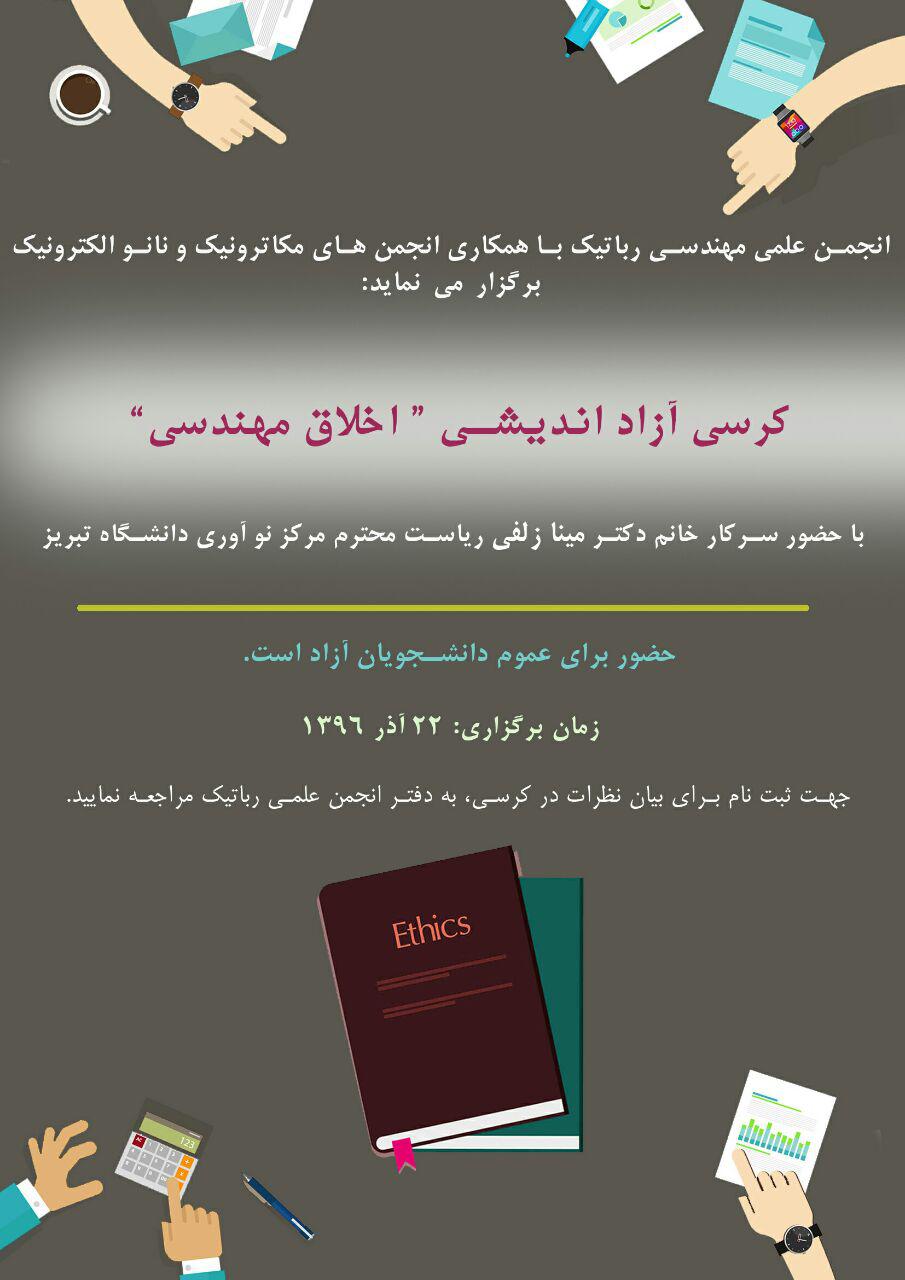 انجمن علمی مهندسی رباتیک با همکاری انجمن های مکاترونیک و نانو الکترونیک
برگزار می نماید:
کرسی آزاد اندیشی ” اخلاق مهندسی“
با حضور سرکار خانم دکتر مینا زلفی ریاست محترم مرکز نو آوری دانشگاه تبریز
حضور برای عموم دانشجویان آزاد است.
زمان برگزاری: ۲۲ آذر ۱۳۹۶
جهت ثبت نام برای بیان نظرات در کرسی، به دفتر انجمن علمی رباتیک مراجعه نمایید.
Ethics
123